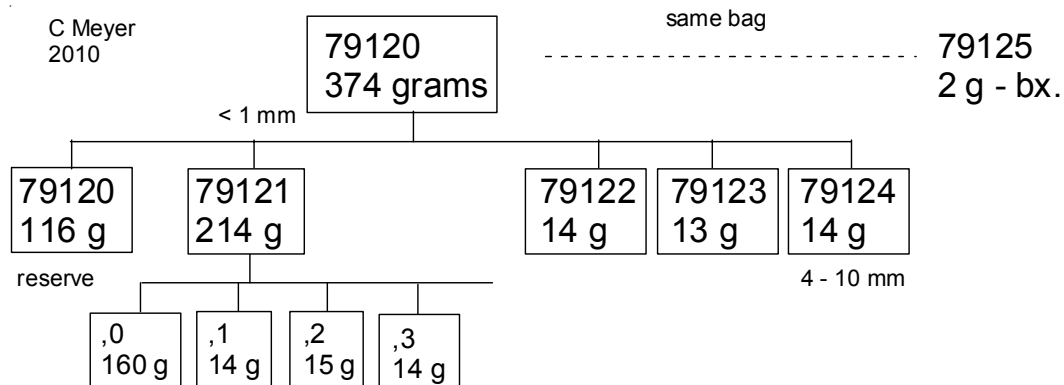 C Meyer
2010
79120
374 grams
same bag
79125
2 g - bx.
< 1 mm
79120
116 g
79121
214 g
79122
14 g
79123
13 g
79124
14 g
reserve
4 - 10 mm
,0
160 g
,1
14 g
,2
15 g
,3
14 g